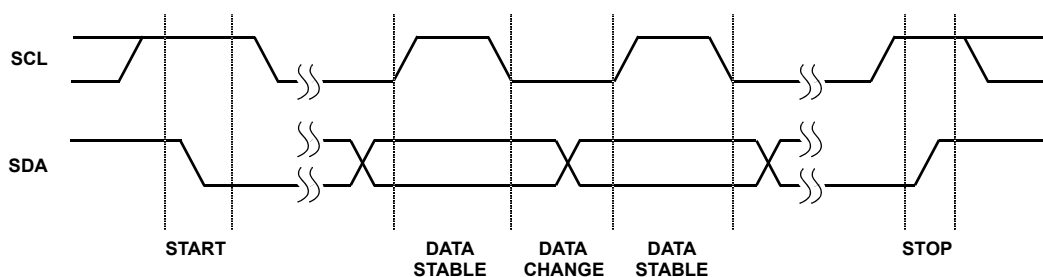 SCL
SDA
START
DATA
STABLE
DATA
CHANGE
DATA
STABLE
STOP